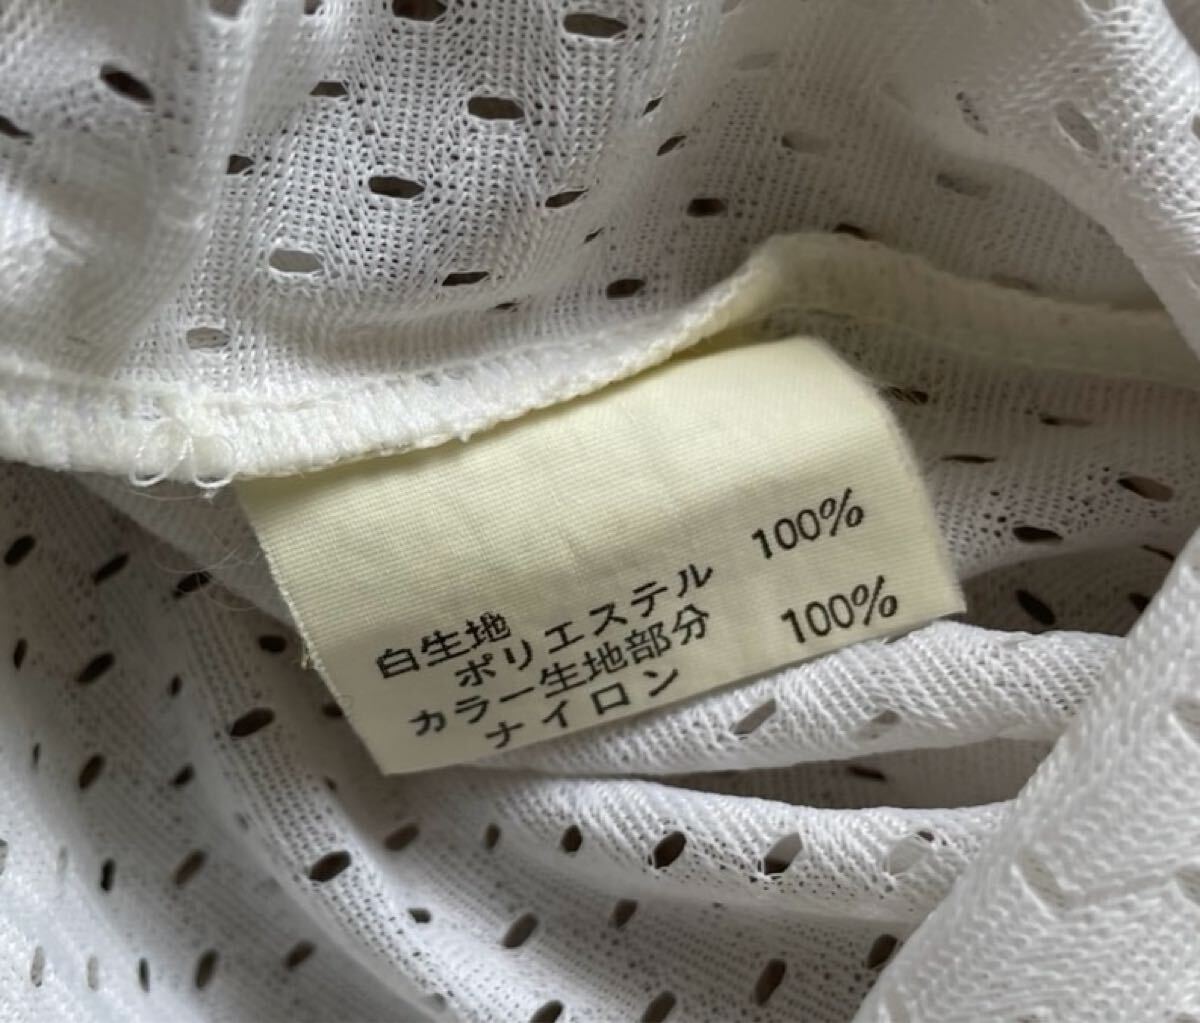 白生地
ポリエステル 100%
カラー生地部分
ナイロン 100%